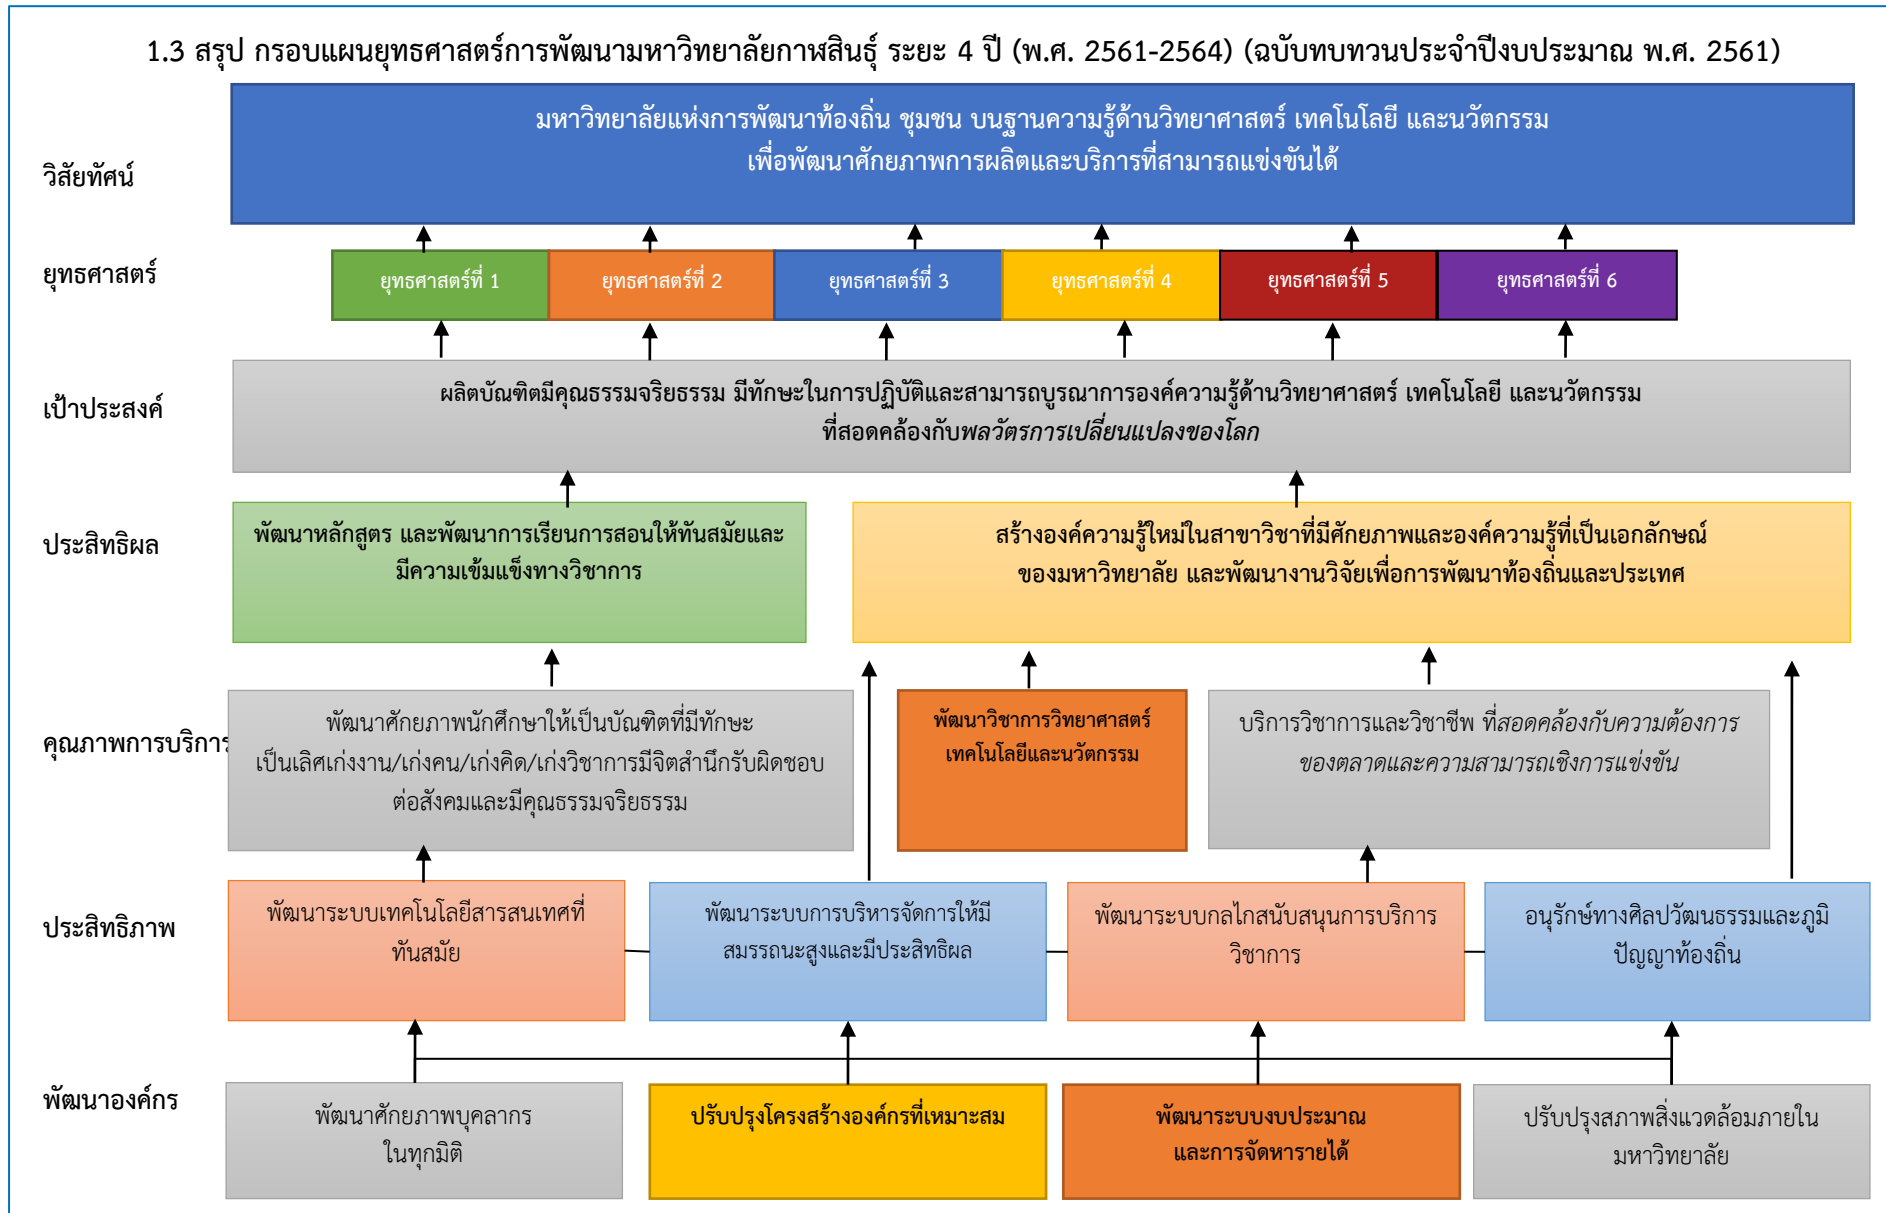 1.3 สรุป กรอบแผนยุทธศาสตร์การพัฒนามหาวิทยาลัยกาฬสินธุ์ ระยะ 4 ปี (พ.ศ. 2561-2564) (ฉบับทบทวนประจำปีงบประมาณ พ.ศ. 2561)
วิสัยทัศน์
มหาวิทยาลัยแห่งการพัฒนาท้องถิ่น ชุมชน บนฐานความรู้ด้านวิทยาศาสตร์ เทคโนโลยี และนวัตกรรม
เพื่อพัฒนาศักยภาพการผลิตและบริการที่สามารถแข่งขันได้
ยุทธศาสตร์
ยุทธศาสตร์ที่ 1
ยุทธศาสตร์ที่ 2
ยุทธศาสตร์ที่ 3
ยุทธศาสตร์ที่ 4
ยุทธศาสตร์ที่ 5
ยุทธศาสตร์ที่ 6
เป้าประสงค์
ผลิตบัณฑิตมีคุณธรรมจริยธรรม มีทักษะในการปฏิบัติและสามารถบูรณาการองค์ความรู้ด้านวิทยาศาสตร์ เทคโนโลยี และนวัตกรรม
ที่สอดคล้องกับพลวัตรการเปลี่ยนแปลงของโลก
ประสิทธิผล
พัฒนาหลักสูตร และพัฒนาการเรียนการสอนให้ทันสมัยและ
มีความเข้มแข็งทางวิชาการ
สร้างองค์ความรู้ใหม่ในสาขาวิชาที่มีศักยภาพและองค์ความรู้ที่เป็นเอกลักษณ์
ของมหาวิทยาลัย และพัฒนางานวิจัยเพื่อการพัฒนาท้องถิ่นและประเทศ
คุณภาพการบริการ
พัฒนาศักยภาพนักศึกษาให้เป็นบัณฑิตที่มีทักษะ
เป็นเลิศเก่งงาน/เก่งคน/เก่งคิด/เก่งวิชาการมีจิตสำนึกรับผิดชอบ
ต่อสังคมและมีคุณธรรมจริยธรรม
พัฒนาวิชาการวิทยาศาสตร์
เทคโนโลยีและนวัตกรรม
บริการวิชาการและวิชาชีพ ที่สอดคล้องกับความต้องการ
ของตลาดและความสามารถเชิงการแข่งขัน
ประสิทธิภาพ
พัฒนาระบบเทคโนโลยีสารสนเทศที่
ทันสมัย
พัฒนาระบบการบริหารจัดการให้มี
สมรรถนะสูงและมีประสิทธิผล
พัฒนาระบบกลไกสนับสนุนการบริการ
วิชาการ
อนุรักษ์ทางศิลปวัฒนธรรมและภูมิ
ปัญญาท้องถิ่น
พัฒนาองค์กร
พัฒนาศักยภาพบุคลากร
ในทุกมิติ
ปรับปรุงโครงสร้างองค์กรที่เหมาะสม
พัฒนาระบบงบประมาณ
และการจัดหารายได้
ปรับปรุงสภาพสิ่งแวดล้อมภายใน
มหาวิทยาลัย